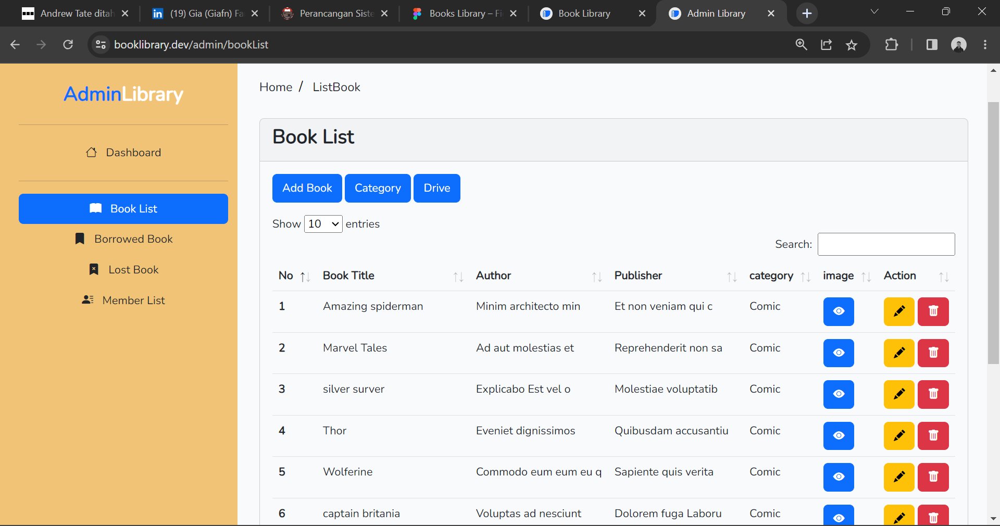 Andrew Tate ditah
(19) Gia (Giafn) Fa
Perancangan Siste
Books Library – Fi
Book Library
Admin Library
booklibrary.dev/admin/bookList
AdminLibrary
Dashboard
Book List
Borrowed Book
Lost Book
Member List
Home / ListBook
Book List
Add Book Category Drive
Show 10 entries
Search:
No Book Title Author Publisher category image Action
1 Amazing spiderman Minim architecto min Et non veniam qui c Comic
2 Marvel Tales Ad aut molestias et Reprehenderit non sa Comic
3 silver surver Explicabo Est vel o Molestiae voluptatib Comic
4 Thor Eveniet dignissimos Quibusdam accusantiu Comic
5 Wolferine Commodo eum eum eu q Sapiente quis verita Comic
6 captain britania Voluptas ad nesciunt Dolorem fuga Laboru Comic